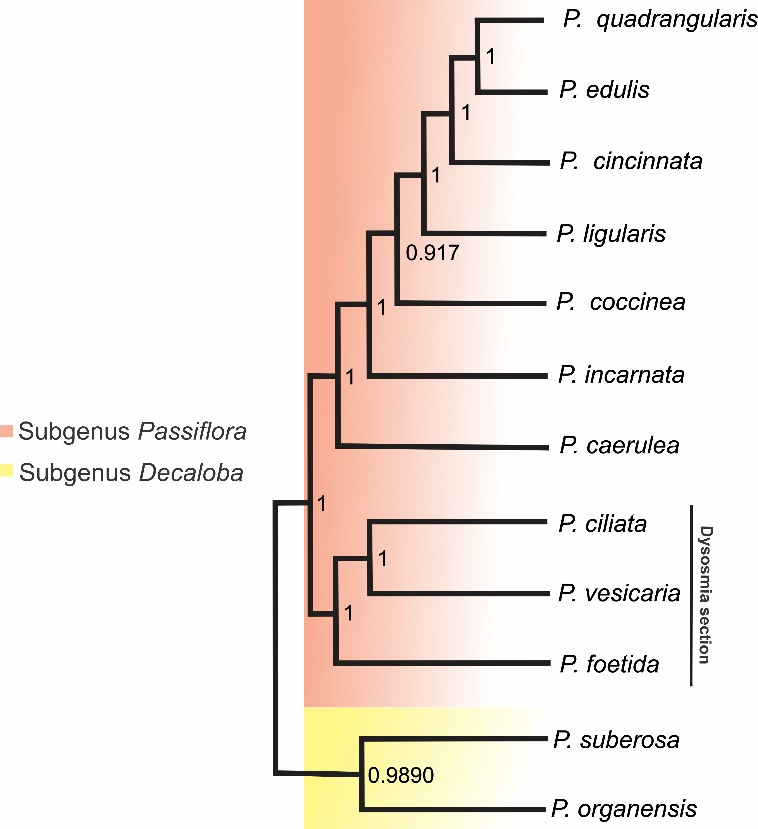 P. quadrangularis
1
P. edulis
1
P. cincinnata
1
P. ligularis
0.917
P. coccinea
1
P. incarnata
1
Subgenus Passiflora
P. caerulea
Subgenus Decaloba
1
P. ciliata
1
P. vesicaria
Dysosmia section
1
P. foetida
P. suberosa
0.9890
P. organensis